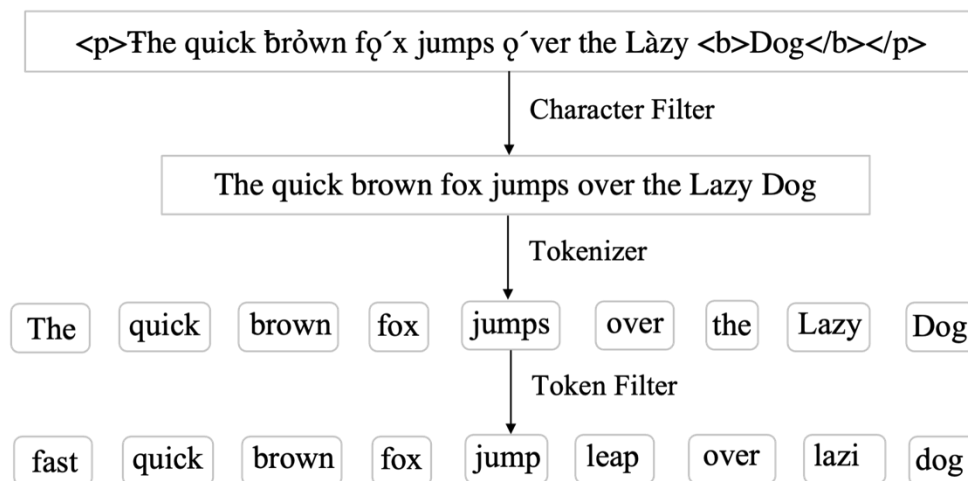 <p>Ŧhe quick ƀrỏwn fǫ´x jumps ǫ´ver the Làzy <b>Dog</b></p>
Character Filter
The quick brown fox jumps over the Lazy Dog
Tokenizer
The quick brown fox jumps over the Lazy Dog
Token Filter
fast quick brown fox jump leap over lazi dog